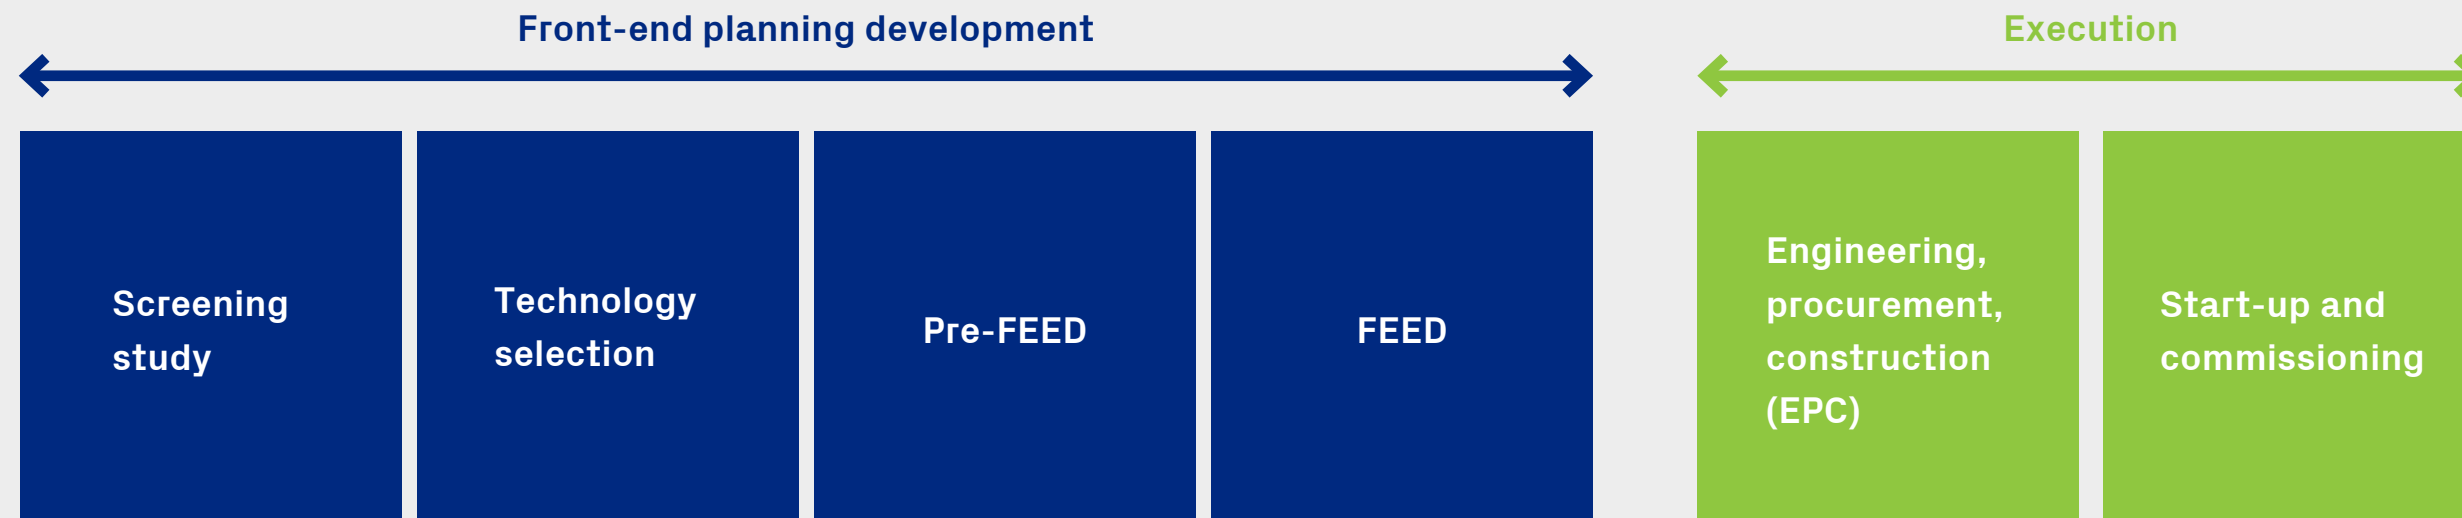 Front-end planning development
Execution
Screening
study
Technology
selection
Pre-FEED
FEED
Engineering,
procurement,
construction
(EPC)
Start-up and
commissioning